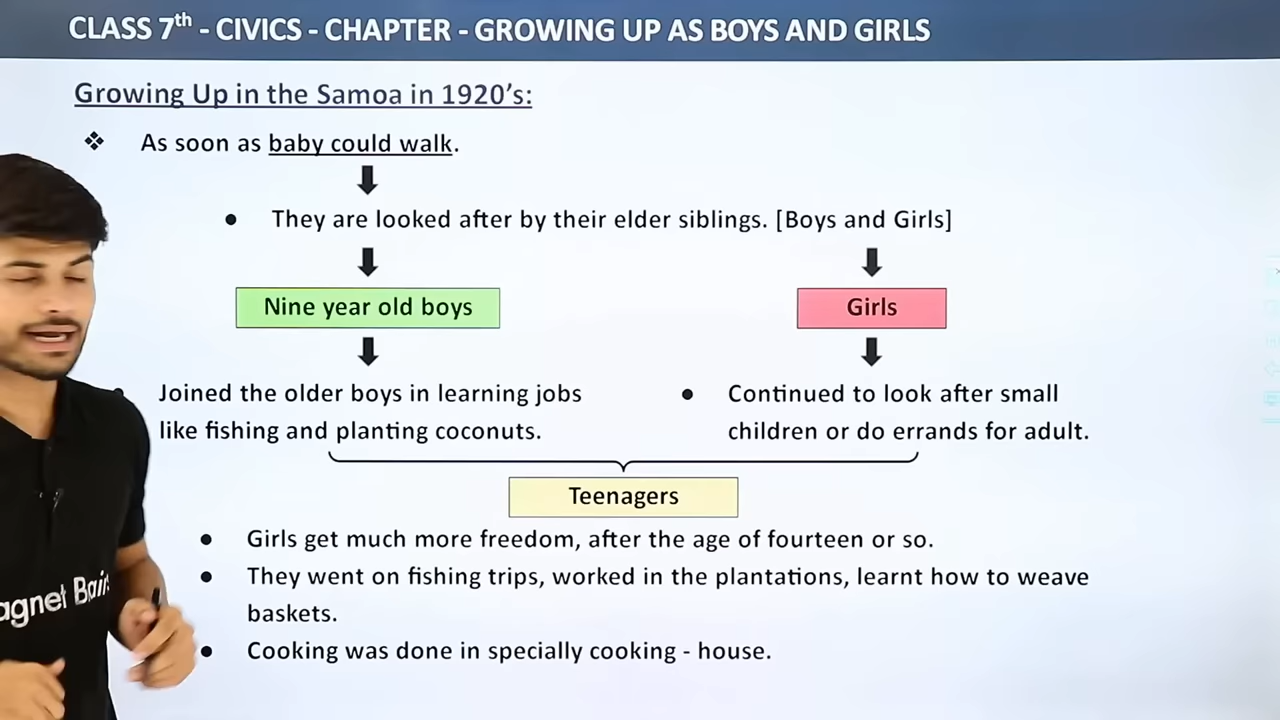 CLASS 7th - CIVICS - CHAPTER - GROWING UP AS BOYS AND GIRLS
Growing Up in the Samoa in 1920's:
❖ As soon as baby could walk.
• They are looked after by their elder siblings. [Boys and Girls]
Nine year old boys
Girls
Joined the older boys in learning jobs
like fishing and planting coconuts.
• Continued to look after small
children or do errands for adult.
Teenagers
• Girls get much more freedom, after the age of fourteen or so.
• They went on fishing trips, worked in the plantations, learnt how to weave
baskets.
• Cooking was done in specially cooking - house.